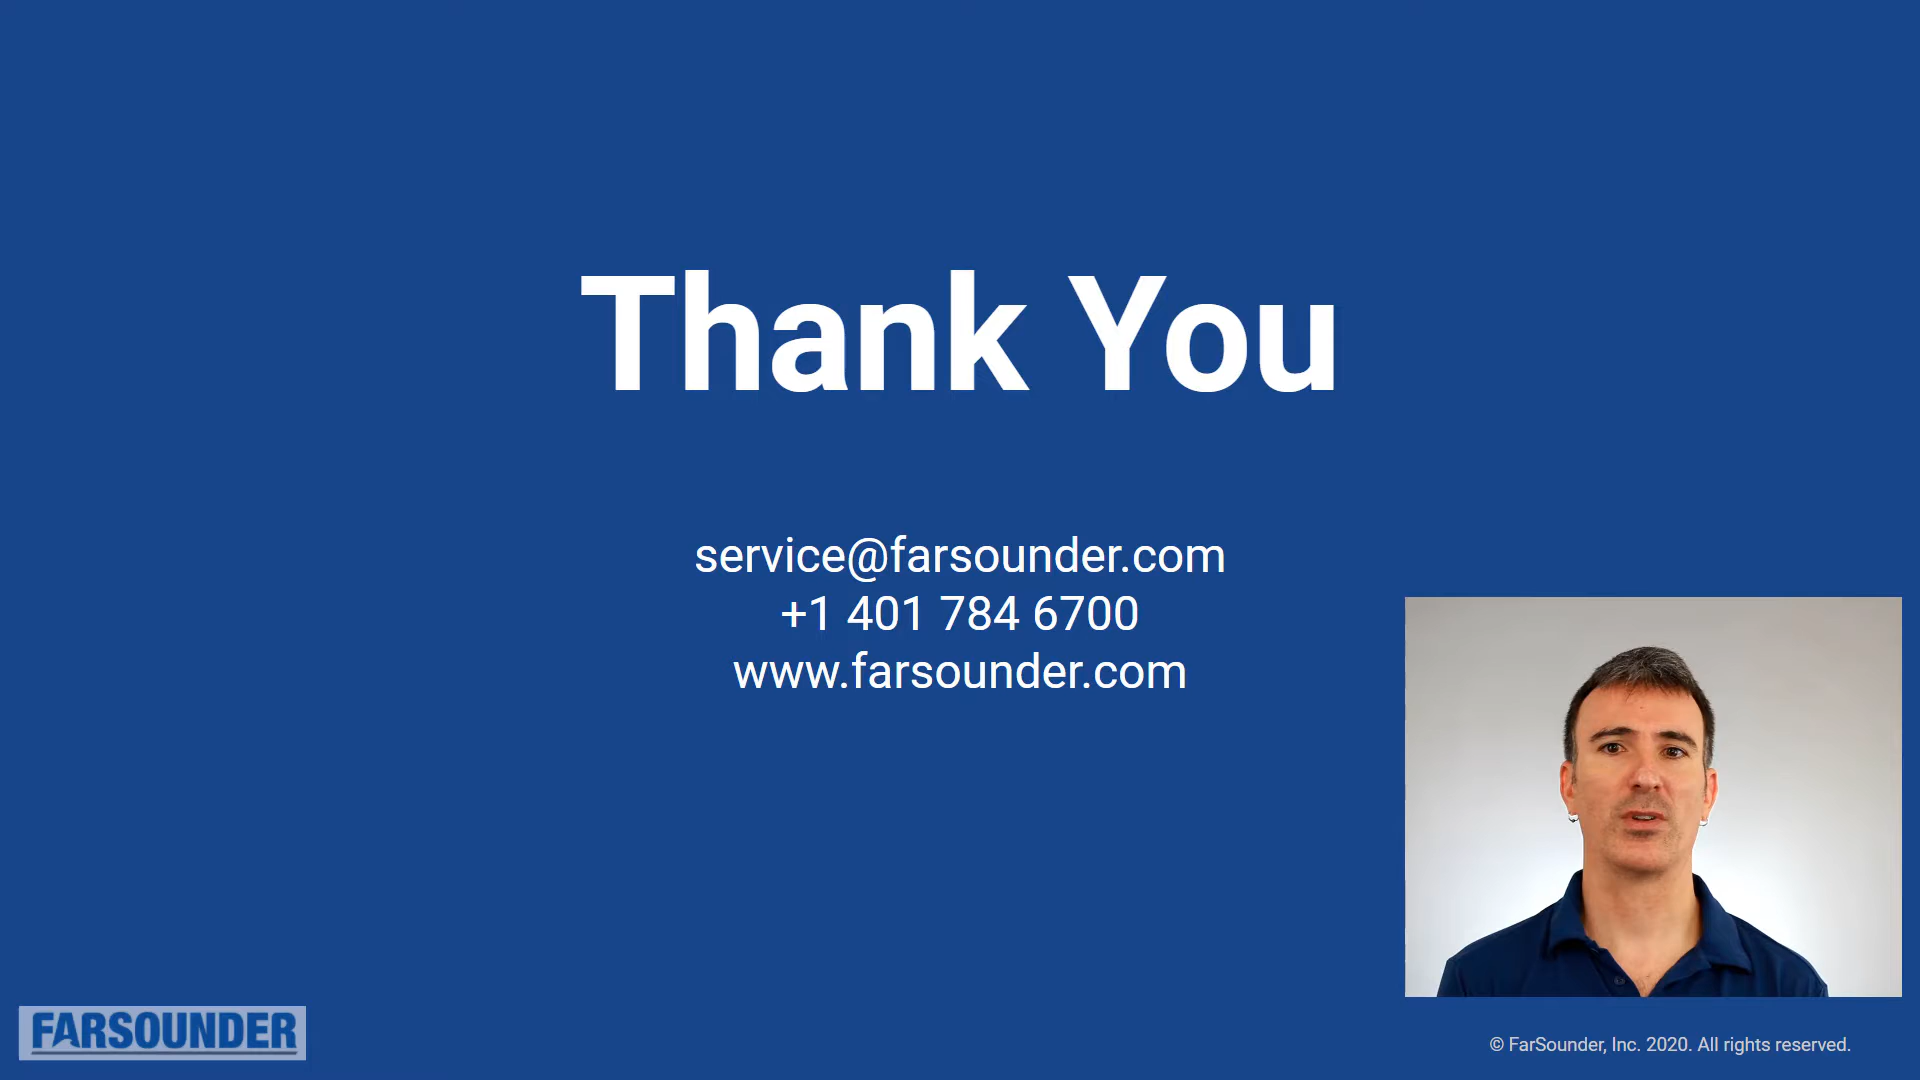 Thank You
service@farsounder.com
+1 401 784 6700
www.farsounder.com
FARSOUNDER
© FarSounder, Inc. 2020. All rights reserved.